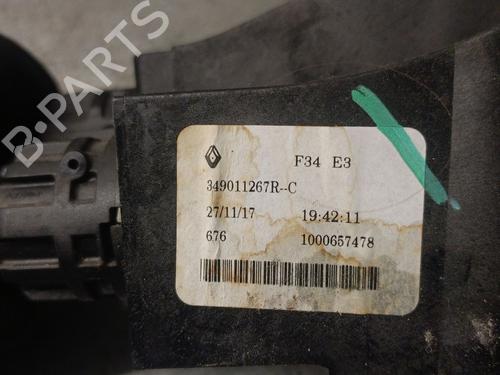 B-PARTS
F34 E3
349011267R--C
27/11/17 19:42:11
676 1000657478